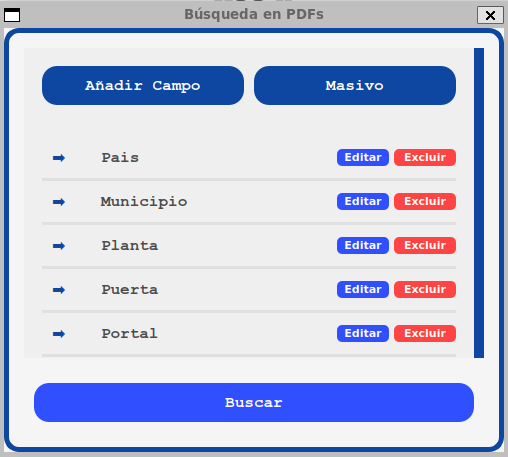 Búsqueda en PDFs
Añadir Campo Masivo
Pais Editar Excluir
Municipio Editar Excluir
Planta Editar Excluir
Puerta Editar Excluir
Portal Editar Excluir
Buscar